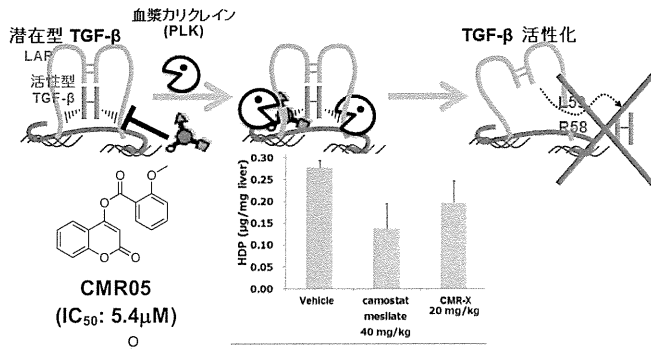 潜在型 TGF-β
LAP
活性型
TGF-β
血漿カリクレイン
(PLK)
TGF-β 活性化
L59
R58
O
O
O
O
O
CMR05
(IC₅₀: 5.4μM)
O
HDP (μg/mg liver)
0.30
0.25
0.20
0.15
0.10
0.05
0.00
Vehicle
camostat
mesilate
40 mg/kg
CMR-X
20 mg/kg